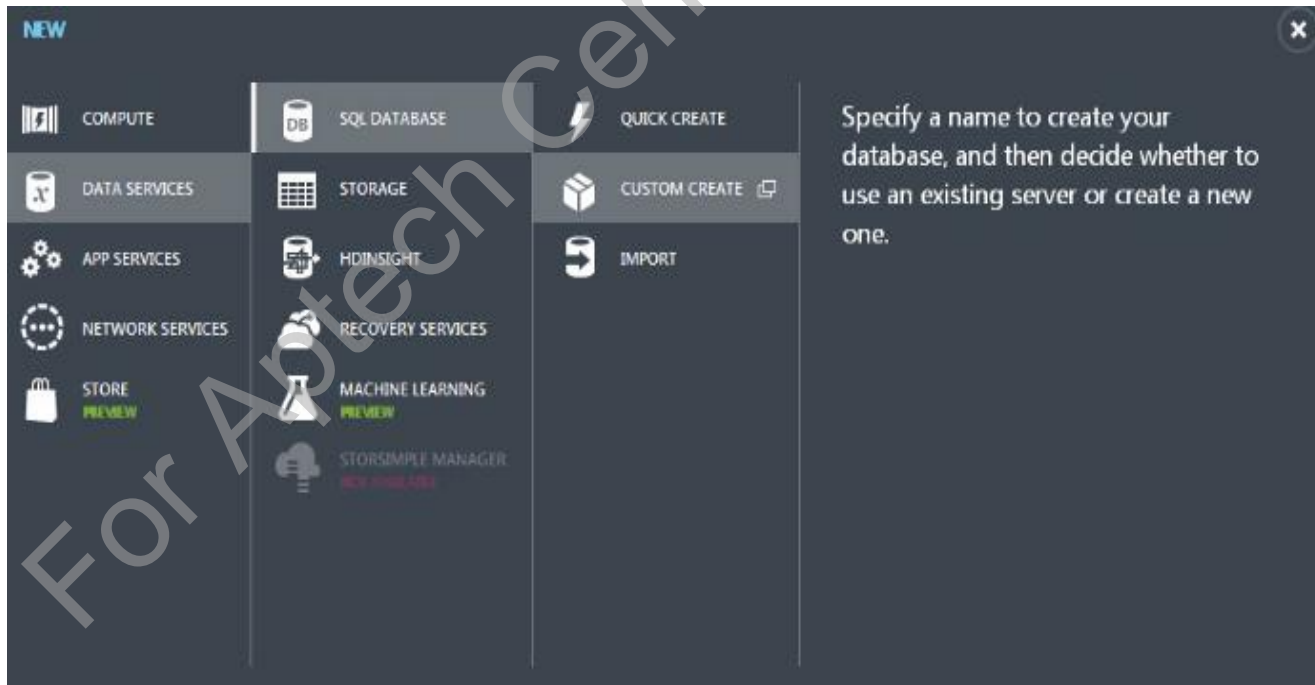 NEW
COMPUTE
DATA SERVICES
APP SERVICES
NETWORK SERVICES
STORE
PREVIEW
SQL DATABASE
DB
STORAGE
HDINSIGHT
RECOVERY SERVICES
MACHINE LEARNING
PREVIEW
STORSIMPLE MANAGER
QUICK CREATE
CUSTOM CREATE
IMPORT
Specify a name to create your
database, and then decide whether to
use an existing server or create a new
one.
For Aptech Cen